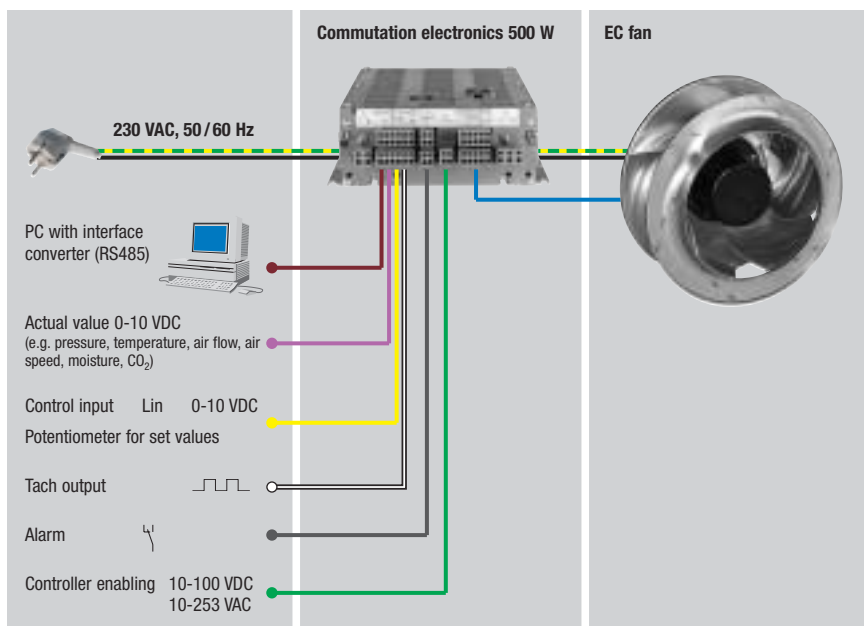 Commutation electronics 500 W
EC fan
230 VAC, 50/60 Hz
PC with interface
converter (RS485)
Actual value 0-10 VDC
(e.g. pressure, temperature, air flow, air
speed, moisture, CO₂)
Control input Lin 0-10 VDC
Potentiometer for set values
Tach output
Alarm
Controller enabling 10-100 VDC
10-253 VAC